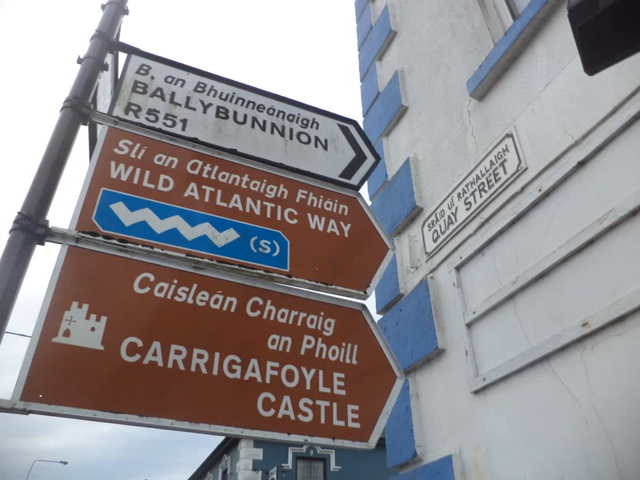 B. an Bhuinneánaigh
BALLYBUNNION
R551
Slí an Atlantaigh Fhiáin
WILD ATLANTIC WAY
(S)
Caisleán Charraig
an Phoill
CARRIGAFOYLE
CASTLE
SRÁID UÍ RATHALLAIGH
QUAY STREET